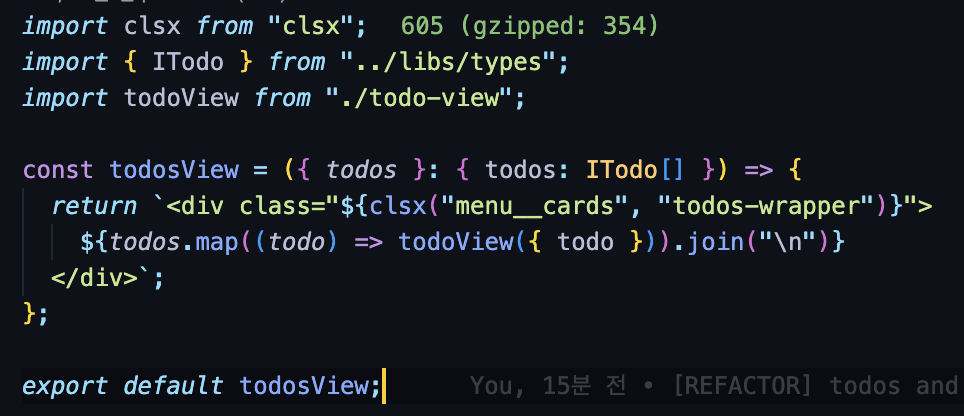 import clsx from "clsx";  605 (gzipped: 354)
import { ITodo } from "../libs/types";
import todoView from "./todo-view";
const todosView = ({ todos }: { todos: ITodo[] }) => {
  return `<div class="${clsx("menu__cards", "todos-wrapper")}">
    ${todos.map((todo) => todoView({ todo })).join("\n")}
  </div>`;
};
export default todosView;      You, 15분 전 • [REFACTOR] todos and